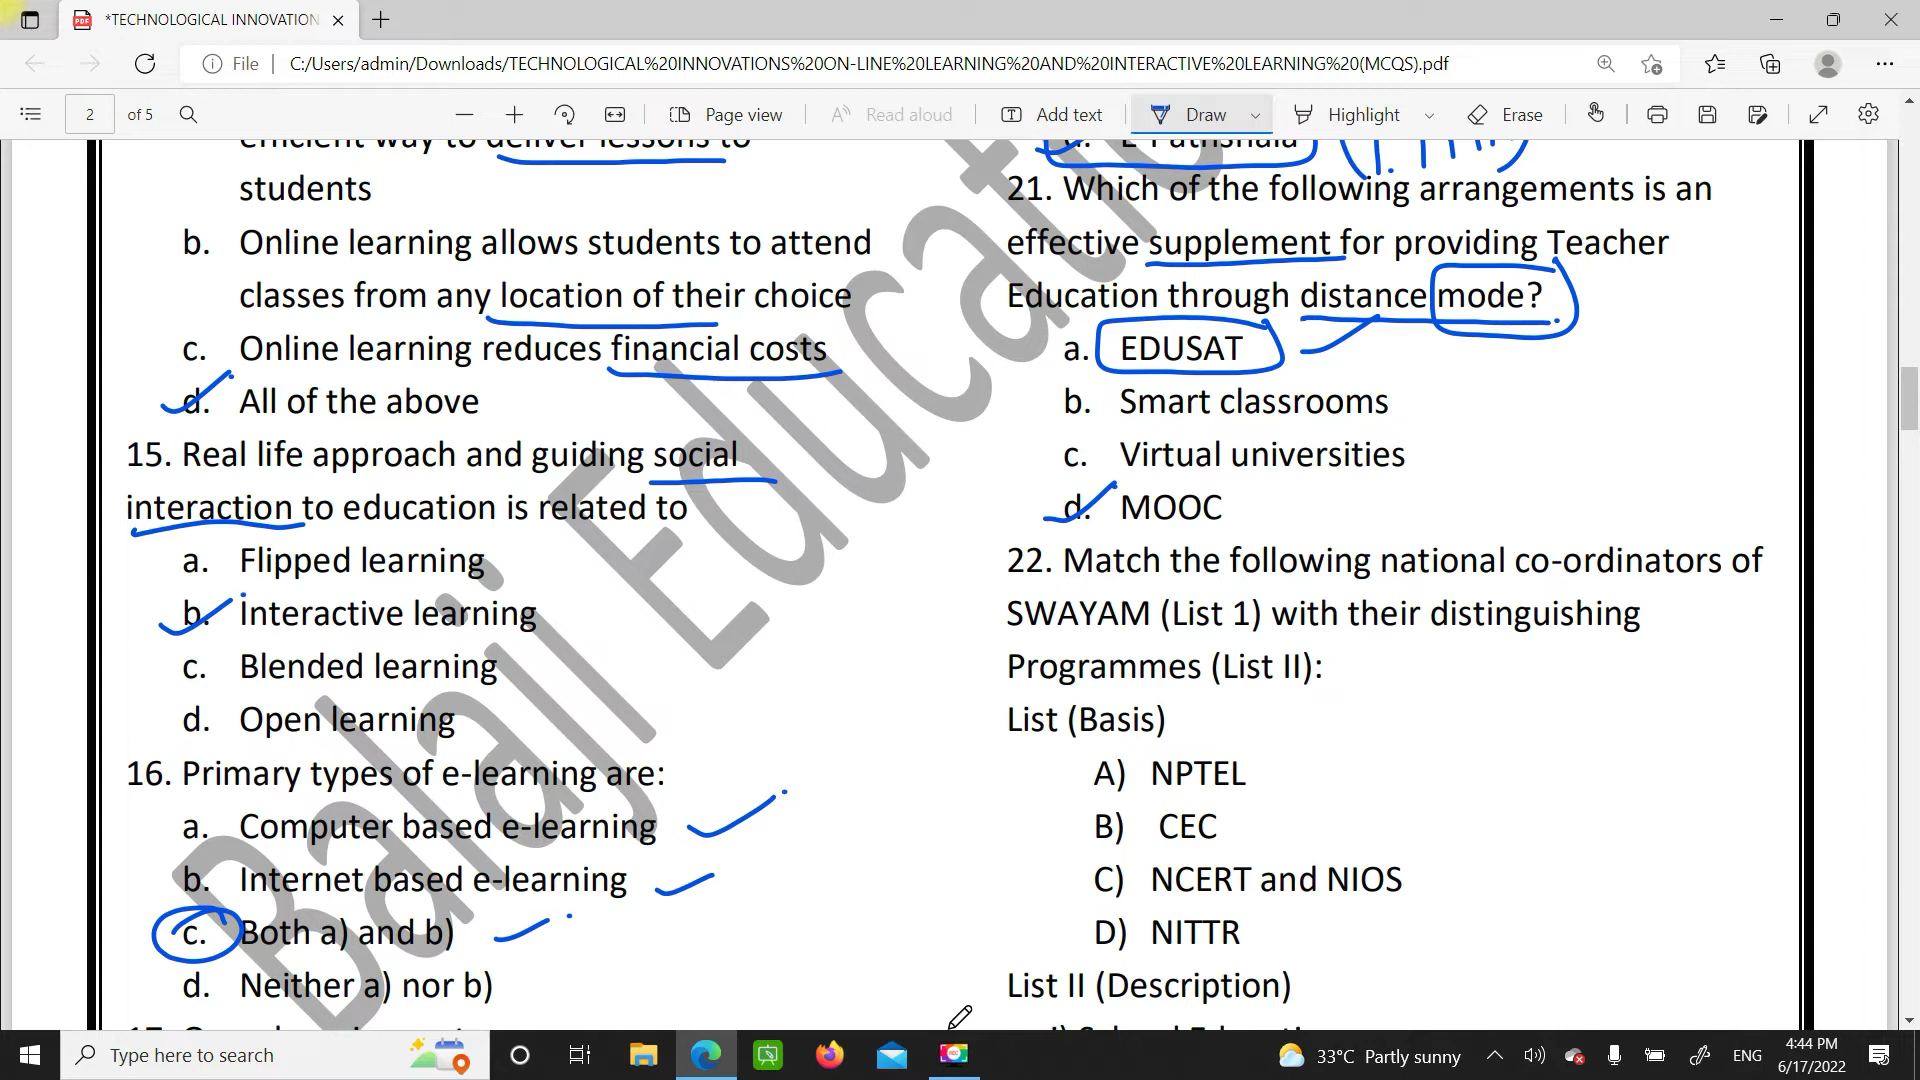 *TECHNOLOGICAL INNOVATION
File
C:/Users/admin/Downloads/TECHNOLOGICAL%20INNOVATIONS%20ON-LINE%20LEARNING%20AND%20INTERACTIVE%20LEARNING%20(MCQS).pdf
2 of 5
Page view
Read aloud
Add text
Draw
Highlight
Erase
efficient way to deliver lessons to
students
b. Online learning allows students to attend
classes from any location of their choice
c. Online learning reduces financial costs
d. All of the above
15. Real life approach and guiding social
interaction to education is related to
a. Flipped learning
b. Interactive learning
c. Blended learning
d. Open learning
16. Primary types of e-learning are:
a. Computer based e-learning
b. Internet based e-learning
c. Both a) and b)
d. Neither a) nor b)
d. E-Pathshala
21. Which of the following arrangements is an
effective supplement for providing Teacher
Education through distance mode?
a. EDUSAT
b. Smart classrooms
c. Virtual universities
d. MOOC
22. Match the following national co-ordinators of
SWAYAM (List 1) with their distinguishing
Programmes (List II):
List (Basis)
A) NPTEL
B) CEC
C) NCERT and NIOS
D) NITTR
List II (Description)
Balajji Educatio
Type here to search
33°C Partly sunny
ENG
4:44 PM
6/17/2022